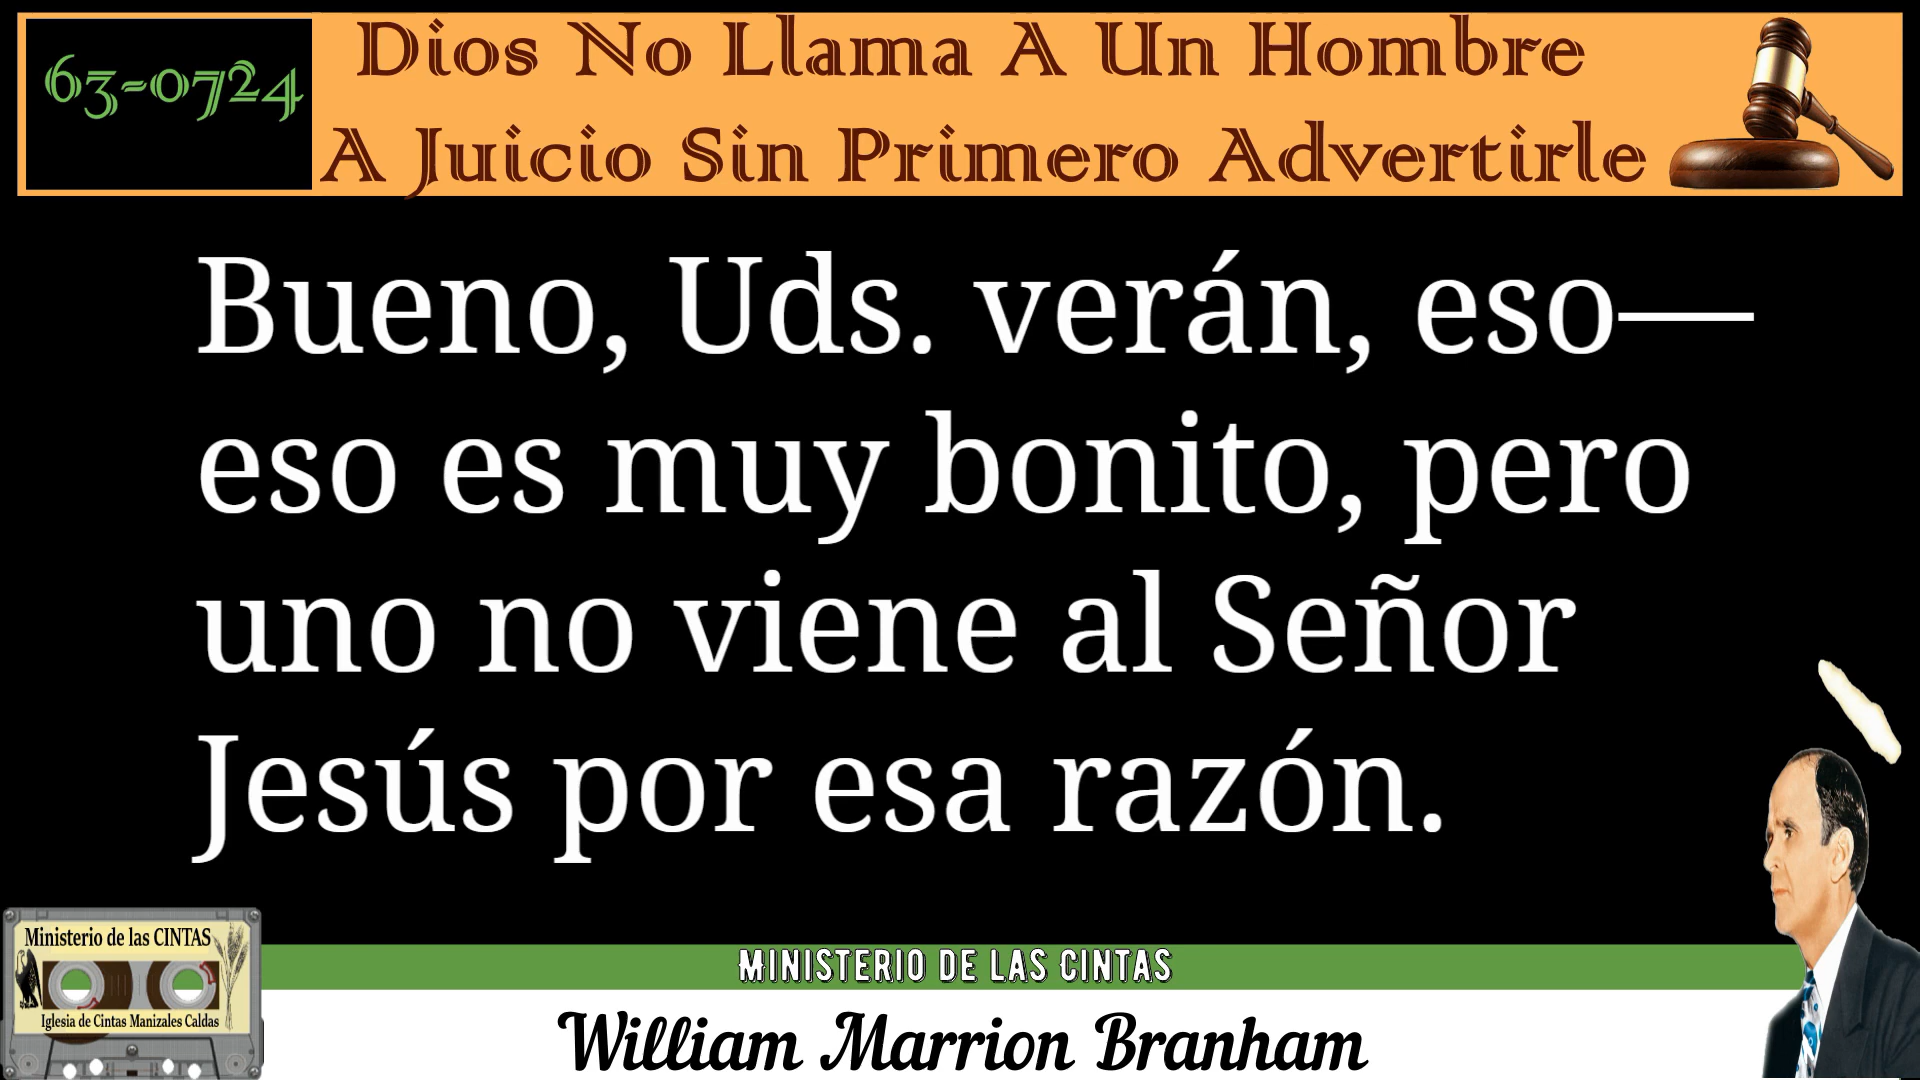 63-0724
Dios No Llama A Un Hombre
A Juicio Sin Primero Advertirle
Bueno, Uds. verán, eso—
eso es muy bonito, pero
uno no viene al Señor
Jesús por esa razón.
Ministerio de las CINTAS
Iglesia de Cintas Manizales Caldas
MINISTERIO DE LAS CINTAS
William Marrion Branham